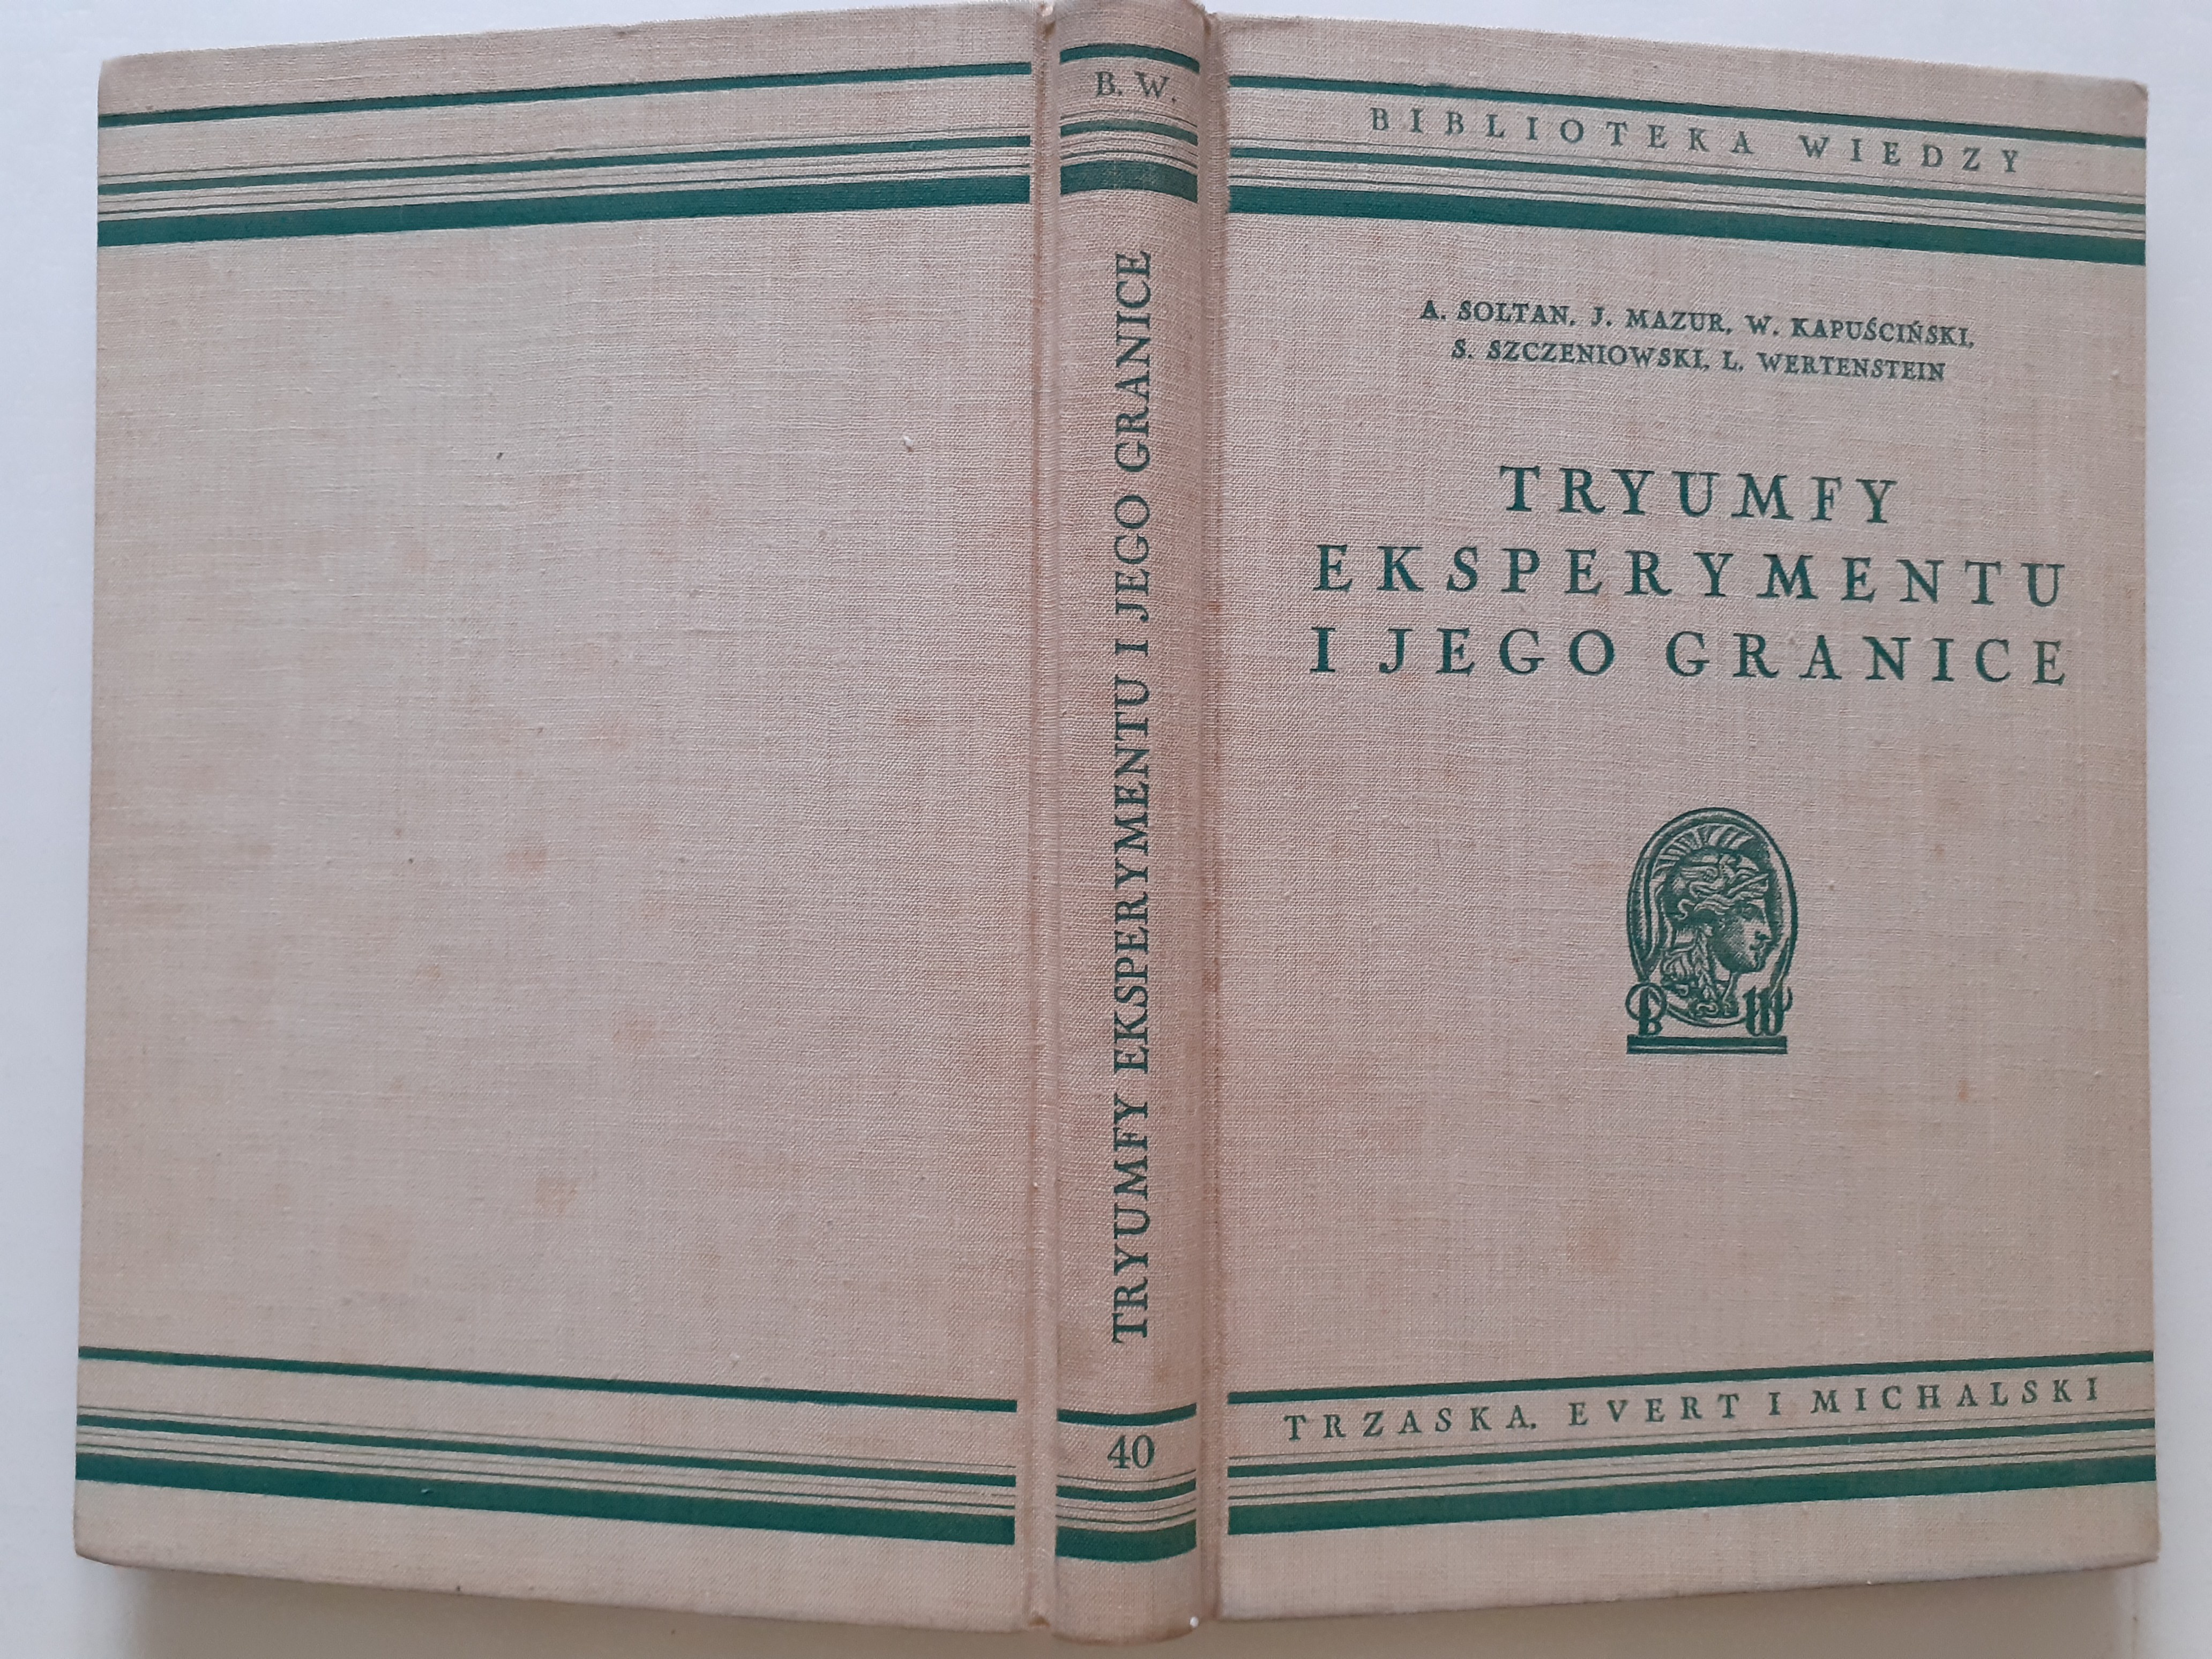 B. W.
TRYUMFY EKSPERYMENTU I JEGO GRANICE
40
BIBLIOTEKA WIEDZY
A. SOLTAN, J. MAZUR, W. KAPUŚCIŃSKI,
S. SZCZENIOWSKI, L. WERTENSTEIN
TRYUMFY
EKSPERYMENTU
I JEGO GRANICE
B W
TRZASKA, EVERT I MICHALSKI